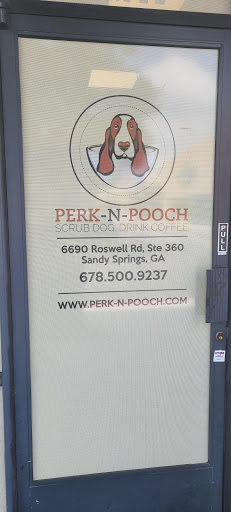 PERK-N-POOCH
SCRUB DOG. DRINK COFFEE
6690 Roswell Rd, Ste 360
Sandy Springs, GA
678.500.9237
WWW.PERK-N-POOCH.COM
PULL